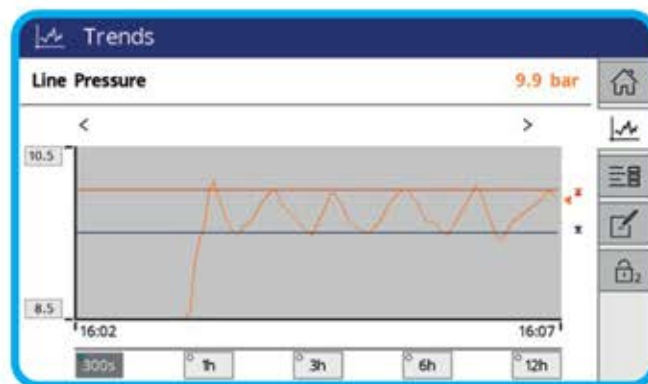 Trends
Line Pressure 9.9 bar
< >
10.5
8.5
16:02 16:07
300s 1h 3h 6h 12h
2